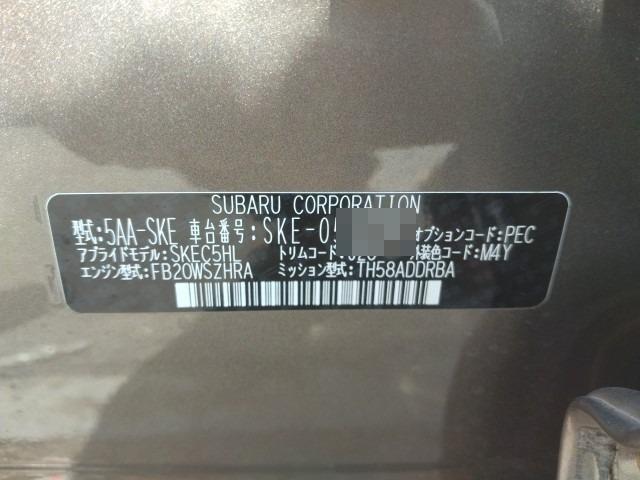 SUBARU CORPORATION
型式:5AA-SKE 車台番号:SKE-05 オプションコード:PEC
アプライドモデル:SKEC5HL トリムコード: 外装色コード:M4Y
エンジン型式:FB20WSZHRA ミッション型式:TH58ADDRBA